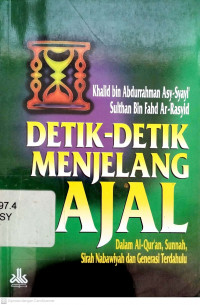 Khalid bin Abdurrahman Asy-Syayi'
Sulthan Bin Fahd Ar-Rasyid
DETIK-DETIK
MENJELANG
AJAL
97.4
SY
Dalam Al-Qur'an, Sunnah,
Sirah Nabawiyah dan Generasi Terdahulu